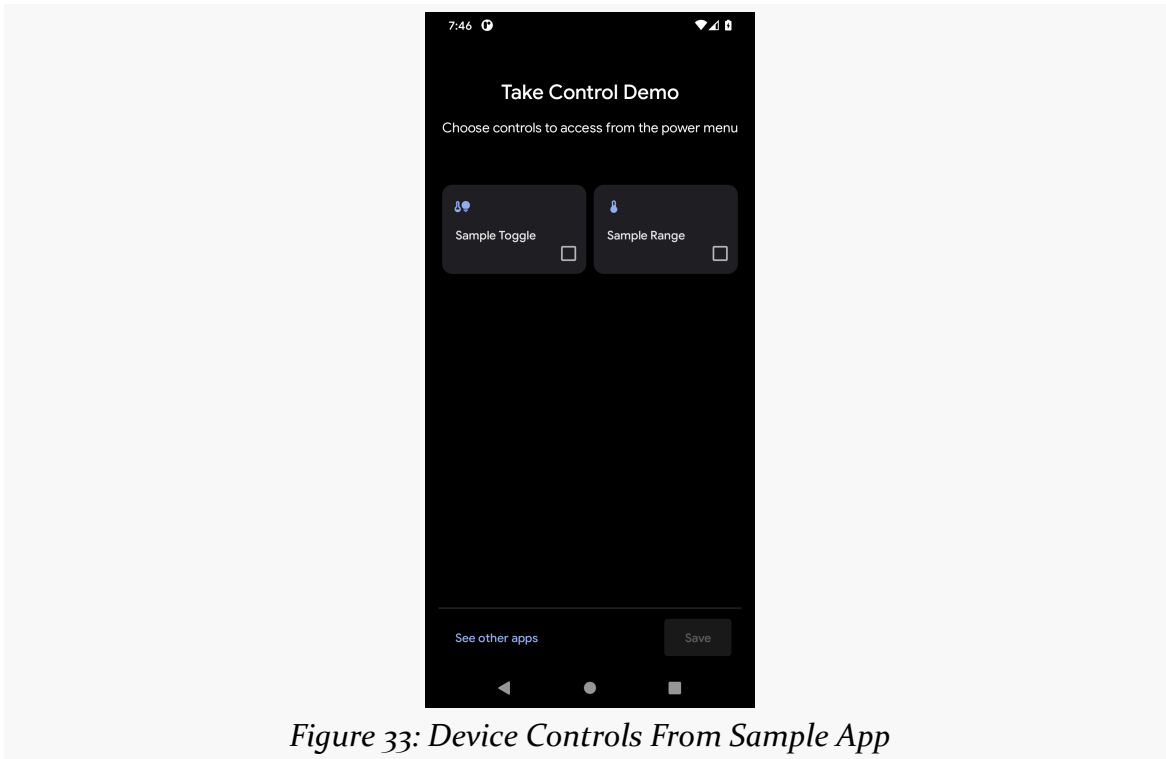 7:46
Take Control Demo
Choose controls to access from the power menu
Sample Toggle
Sample Range
See other apps
Save
Figure 33: Device Controls From Sample App